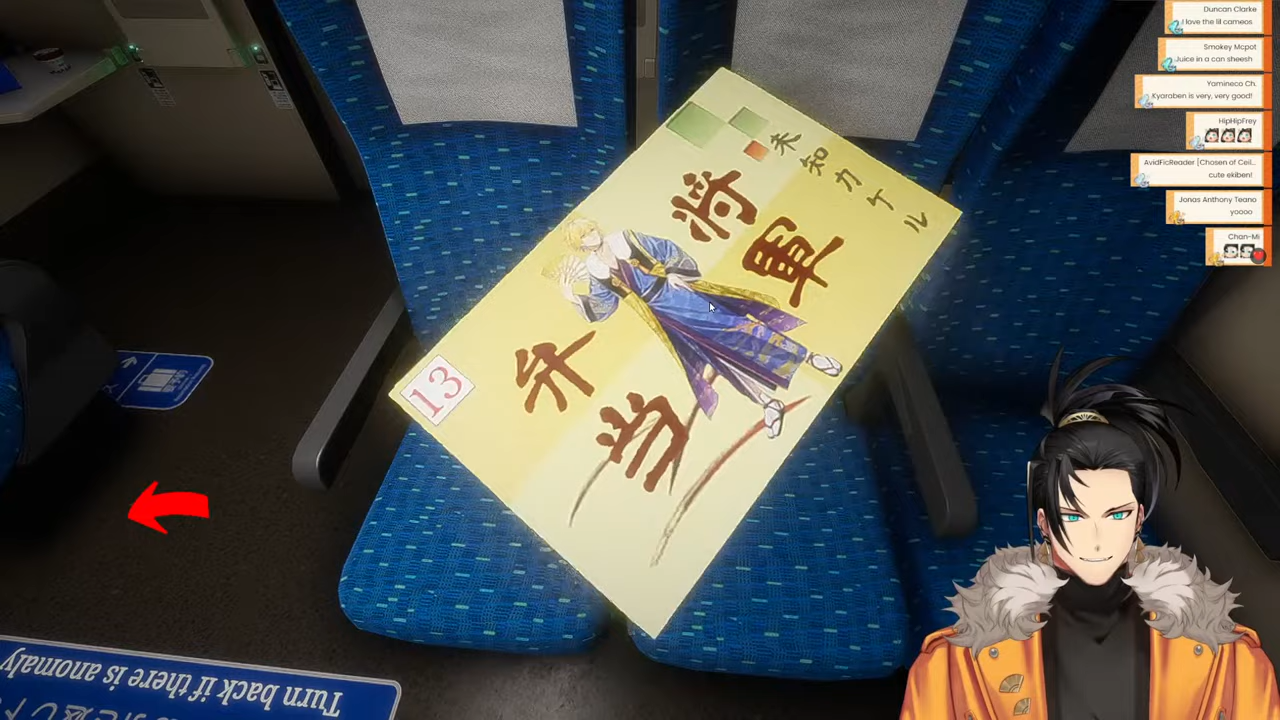 未知カケル
将軍
弁当
13
Turn back if there is anomaly
Duncan Clarke
I love the lil cameos
Smokey Mcpot
Juice in a can sheesh
Yamineco Ch.
Kyaraben is very, very good!
HipHipFrey
AvidFicReader [Chosen of Ceil...
cute ekiben!
Jonas Anthony Teano
yoooo
Chan-Mi